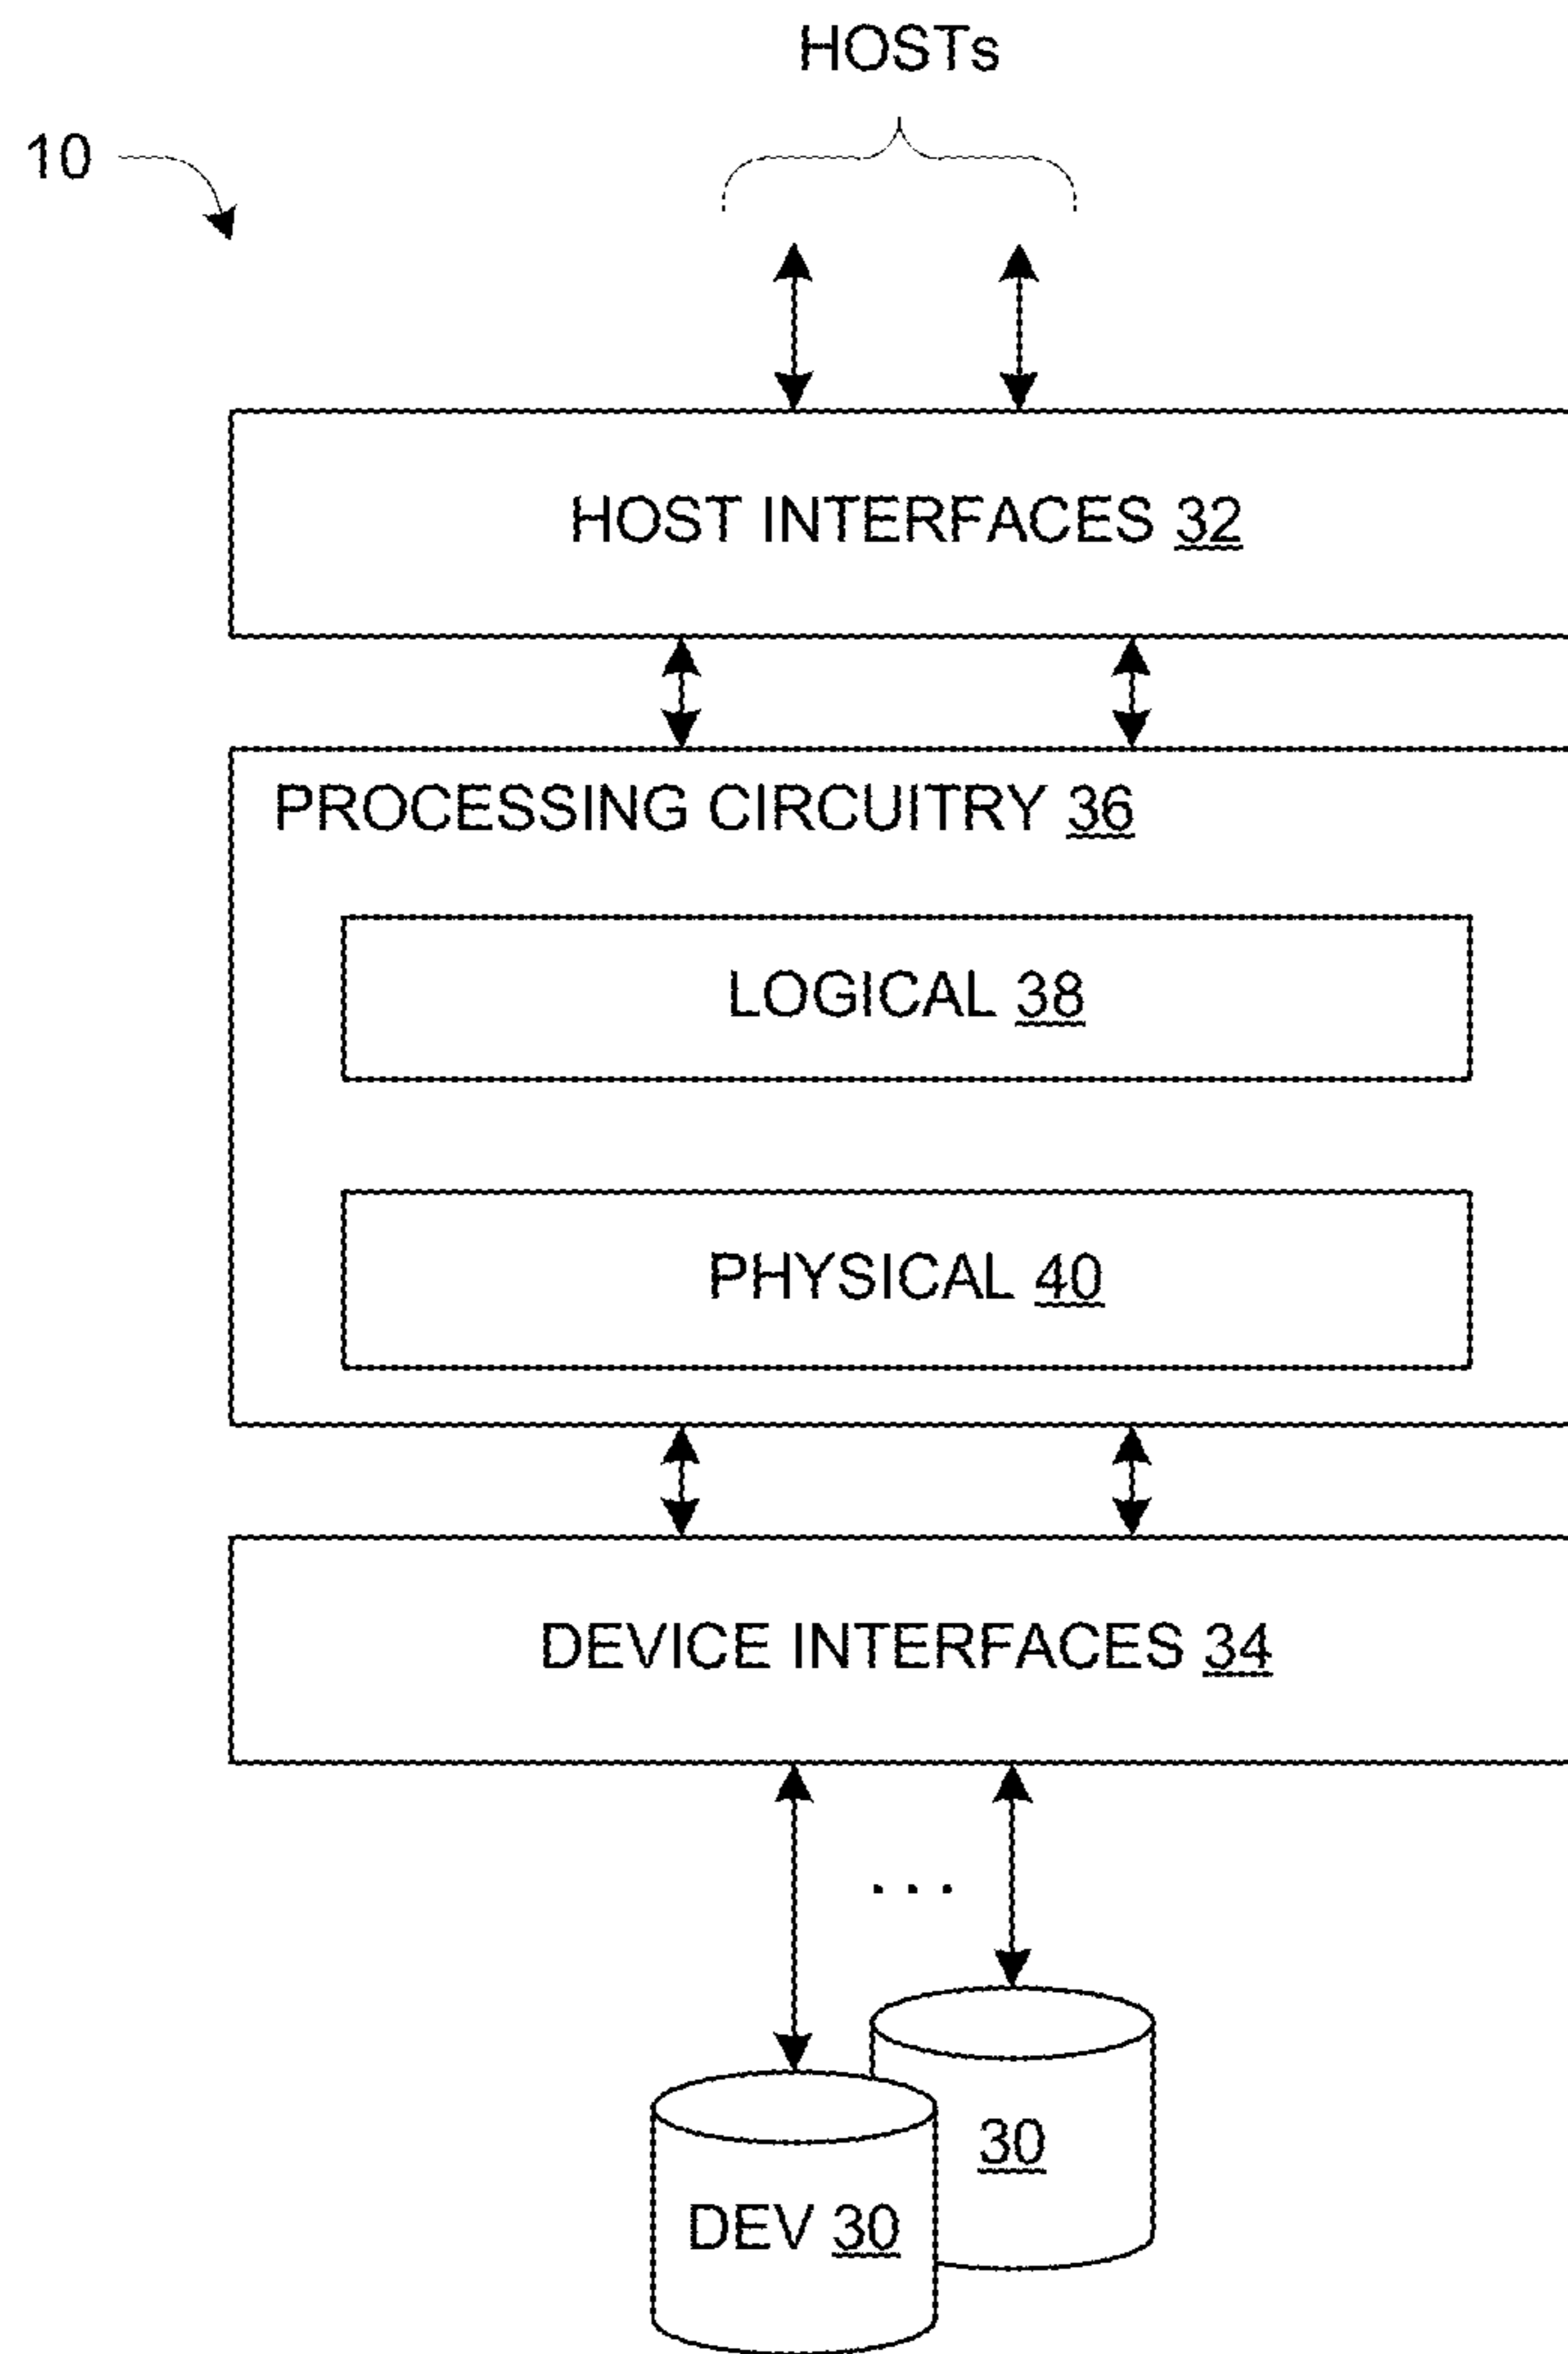 HOSTs
10
HOST INTERFACES 32
PROCESSING CIRCUITRY 36
LOGICAL 38
PHYSICAL 40
DEVICE INTERFACES 34
. . .
30
DEV 30